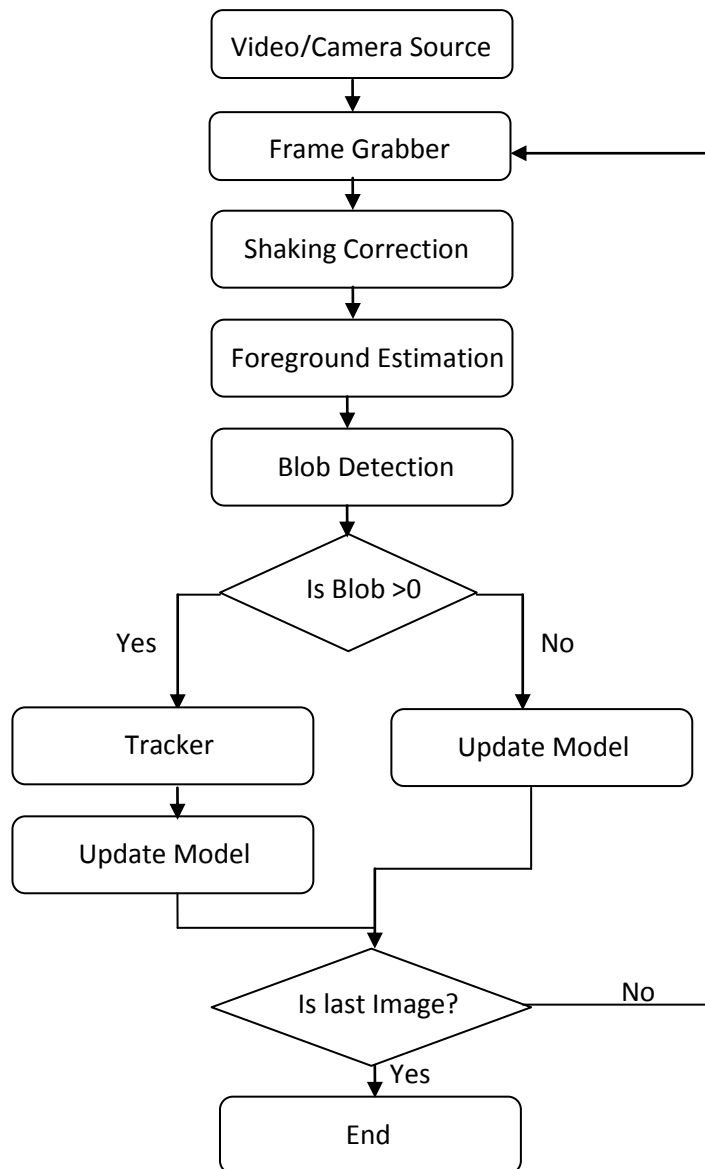 Video/Camera Source
Frame Grabber
Shaking Correction
Foreground Estimation
Blob Detection
Is Blob >0
Yes
No
Tracker
Update Model
Update Model
Is last Image?
No
Yes
End